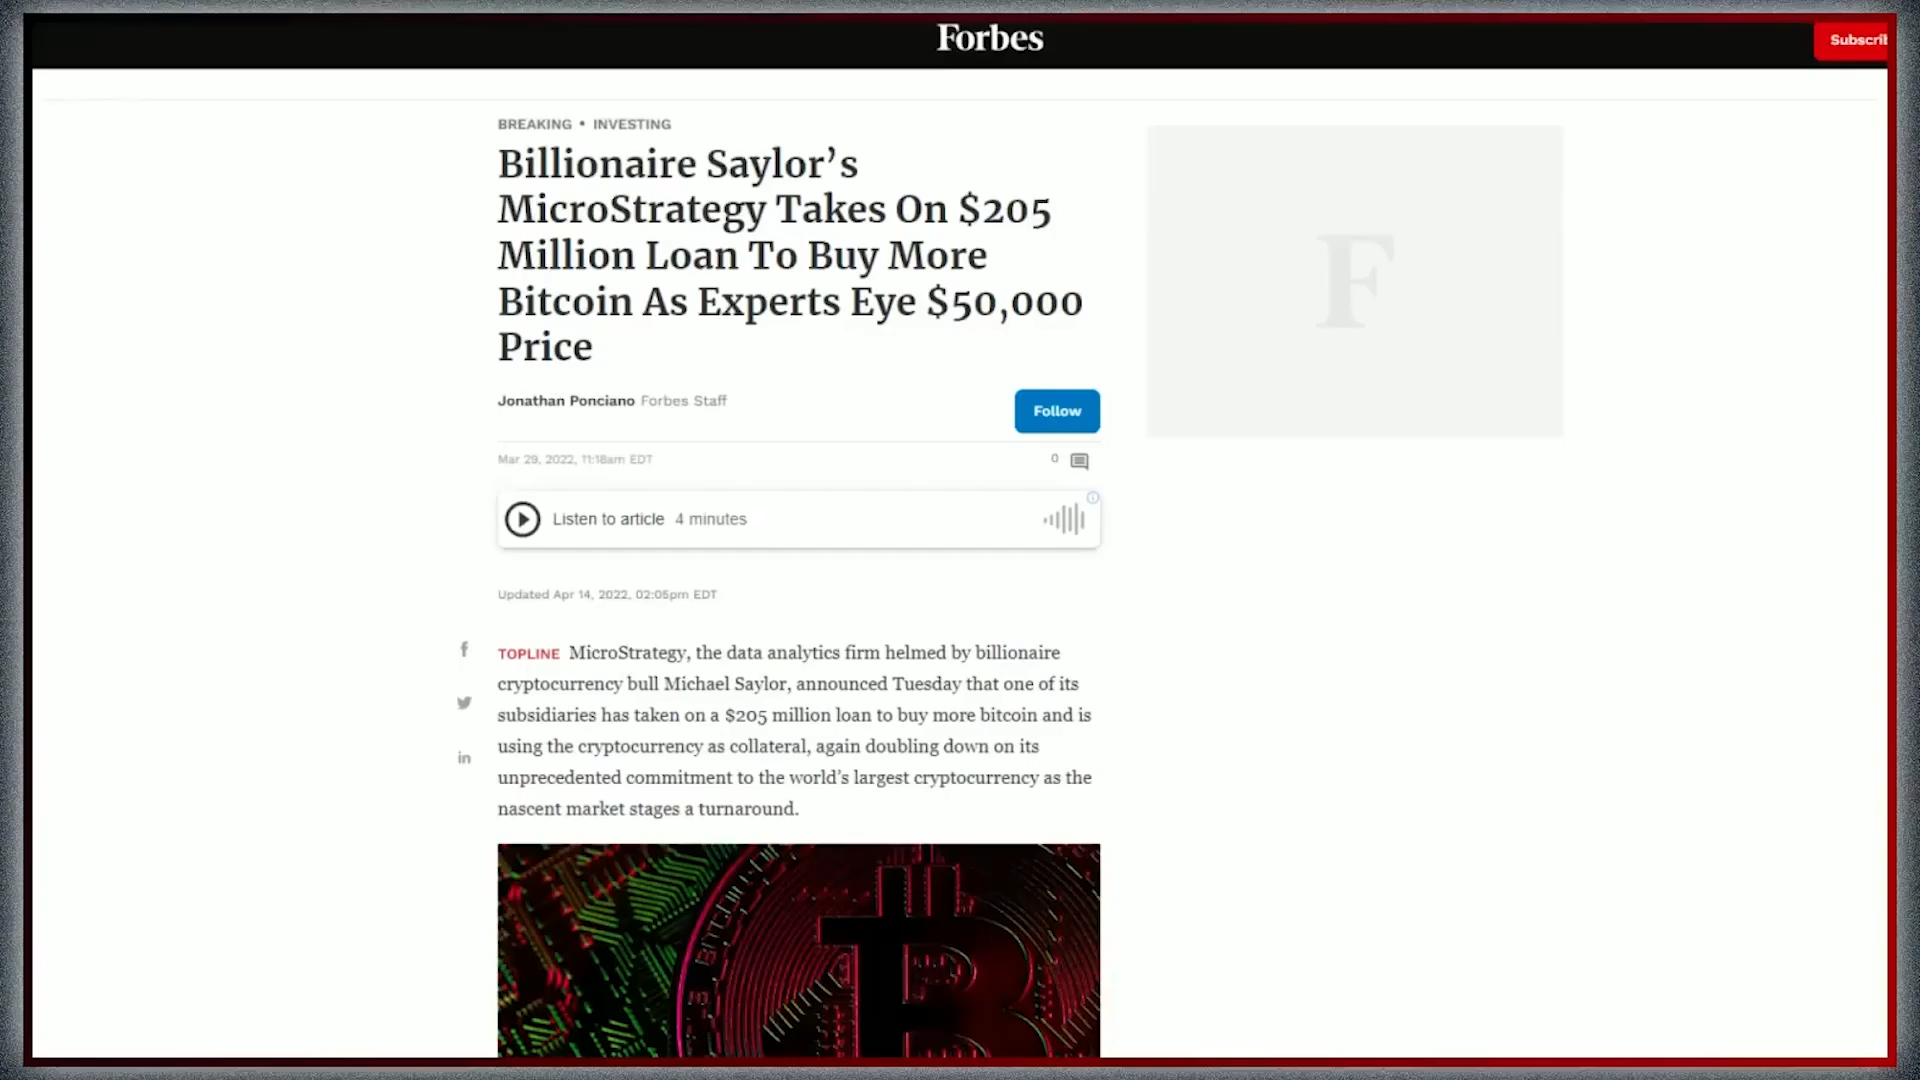 Forbes
BREAKING • INVESTING
Billionaire Saylor’s
MicroStrategy Takes On $205
Million Loan To Buy More
Bitcoin As Experts Eye $50,000
Price
Jonathan Ponciano Forbes Staff
Follow
Mar 29, 2022, 11:18am EDT
0
Listen to article 4 minutes
Updated Apr 14, 2022, 02:05pm EDT
TOPLINE MicroStrategy, the data analytics firm helmed by billionaire
cryptocurrency bull Michael Saylor, announced Tuesday that one of its
subsidiaries has taken on a $205 million loan to buy more bitcoin and is
using the cryptocurrency as collateral, again doubling down on its
unprecedented commitment to the world’s largest cryptocurrency as the
nascent market stages a turnaround.
BITCOIN
F